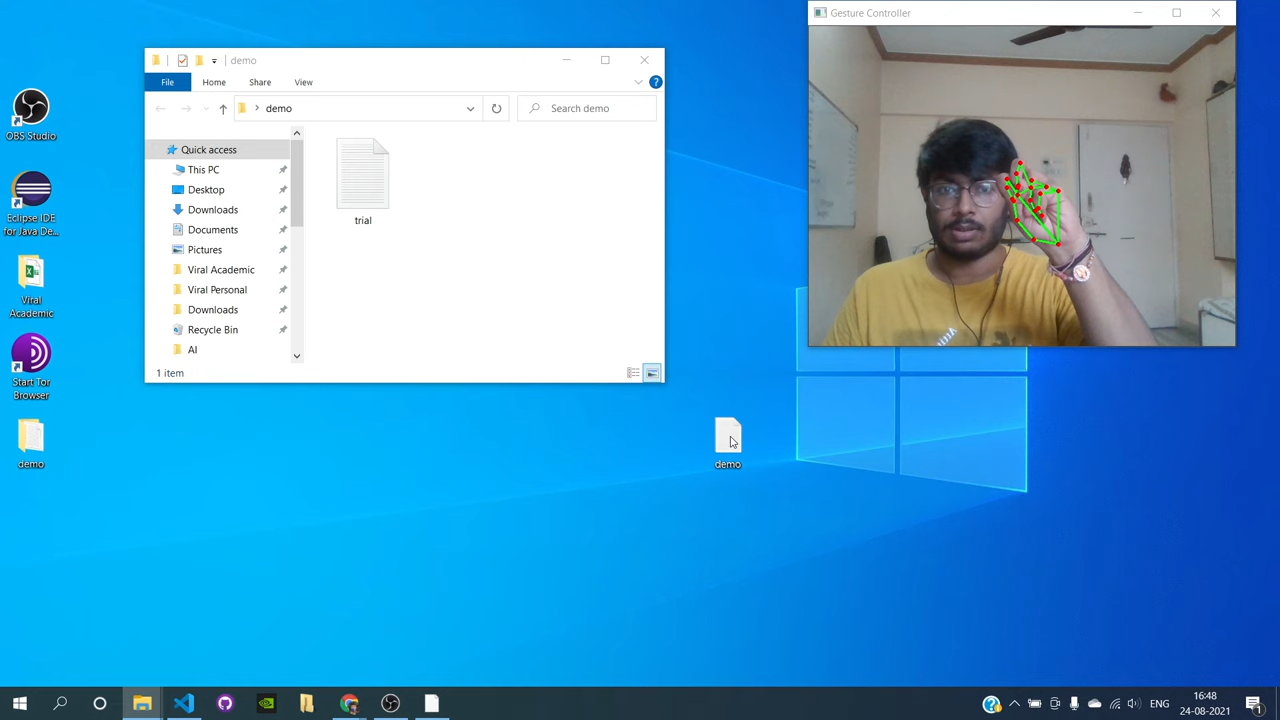 Gesture Controller
demo
File
Home
Share
View
demo
Search demo
Quick access
This PC
Desktop
Downloads
Documents
Pictures
Viral Academic
Viral Personal
Downloads
Recycle Bin
AI
trial
1 item
OBS Studio
Eclipse IDE
for Java De...
Viral
Academic
Start Tor
Browser
demo
demo
ENG
16:48
24-08-2021
1